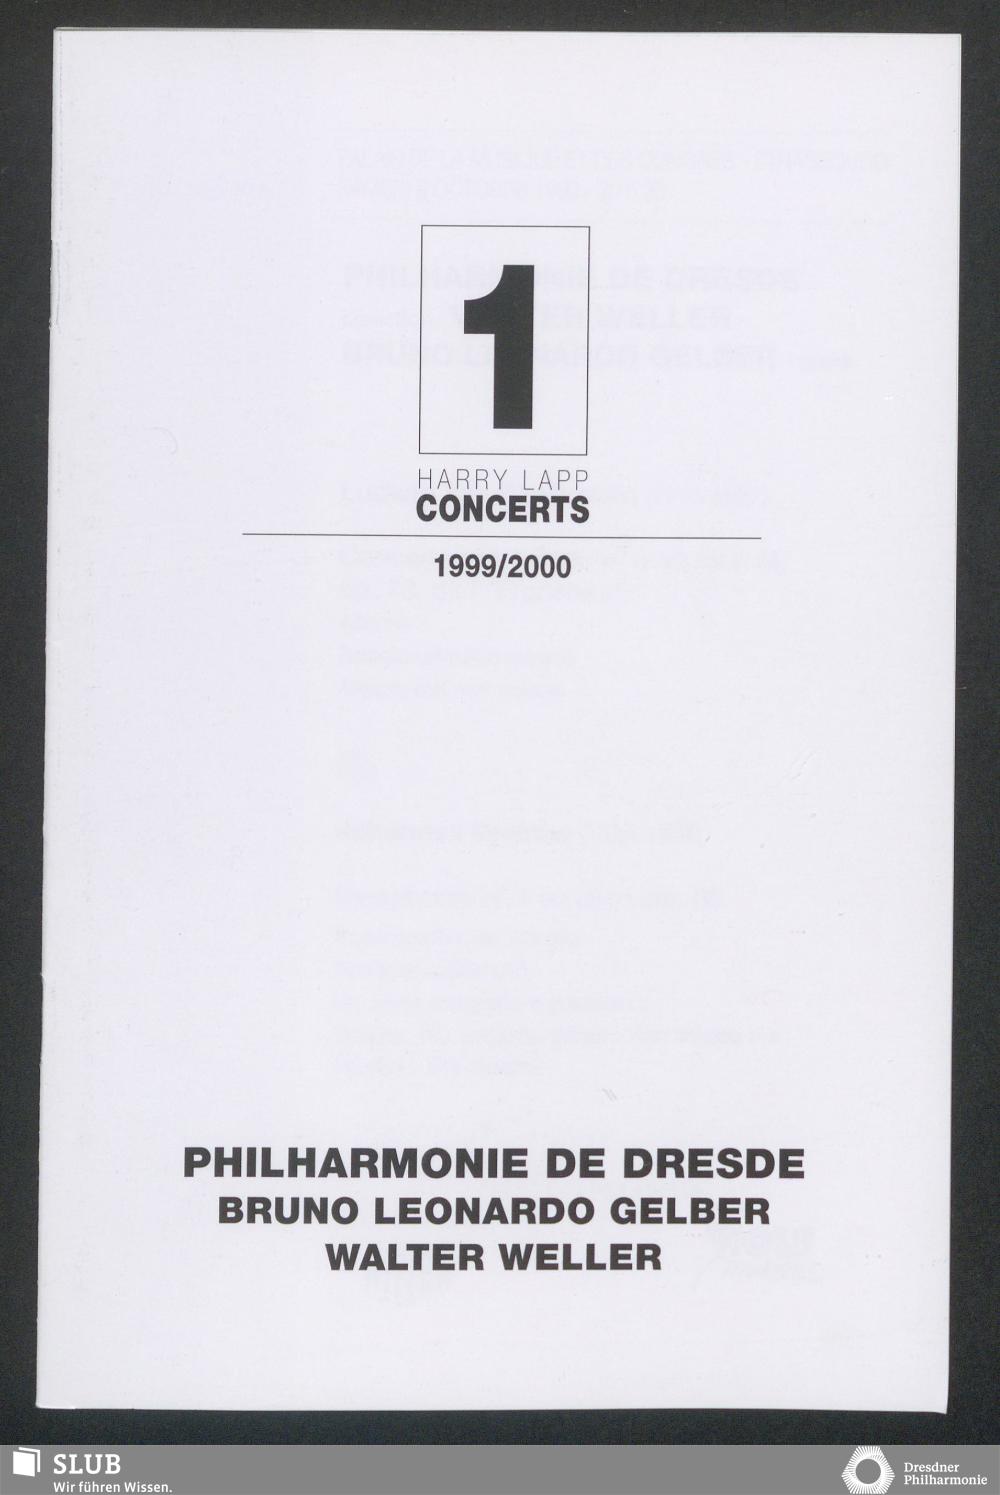 1
HARRY LAPP
CONCERTS
1999/2000
PHILHARMONIE DE DRESDE
BRUNO LEONARDO GELBER
WALTER WELLER
SLUB
Wir führen Wissen.
Dresdner
Philharmonie